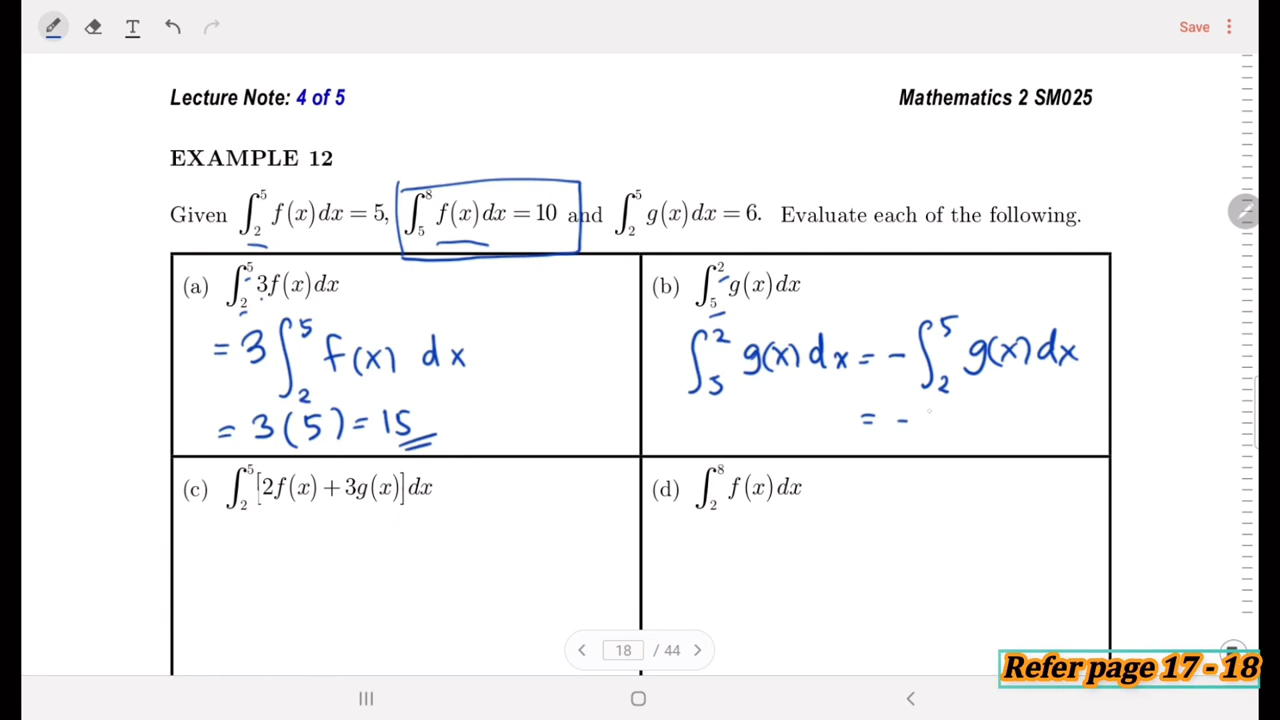 T
Save
Lecture Note: 4 of 5
Mathematics 2 SM025
EXAMPLE 12
Given ∫₂⁵ f(x)dx = 5, ∫₅⁸ f(x)dx = 10 and ∫₂⁵ g(x)dx = 6. Evaluate each of the following.
(a) ∫₂⁵ 3f(x)dx
= 3 ∫₂⁵ f(x) dx
= 3(5) = 15
(b) ∫₅² g(x)dx
∫₅² g(x)dx = - ∫₂⁵ g(x)dx
= -
(c) ∫₂⁵ [2f(x) + 3g(x)]dx
(d) ∫₂⁸ f(x)dx
18 / 44
Refer page 17 - 18